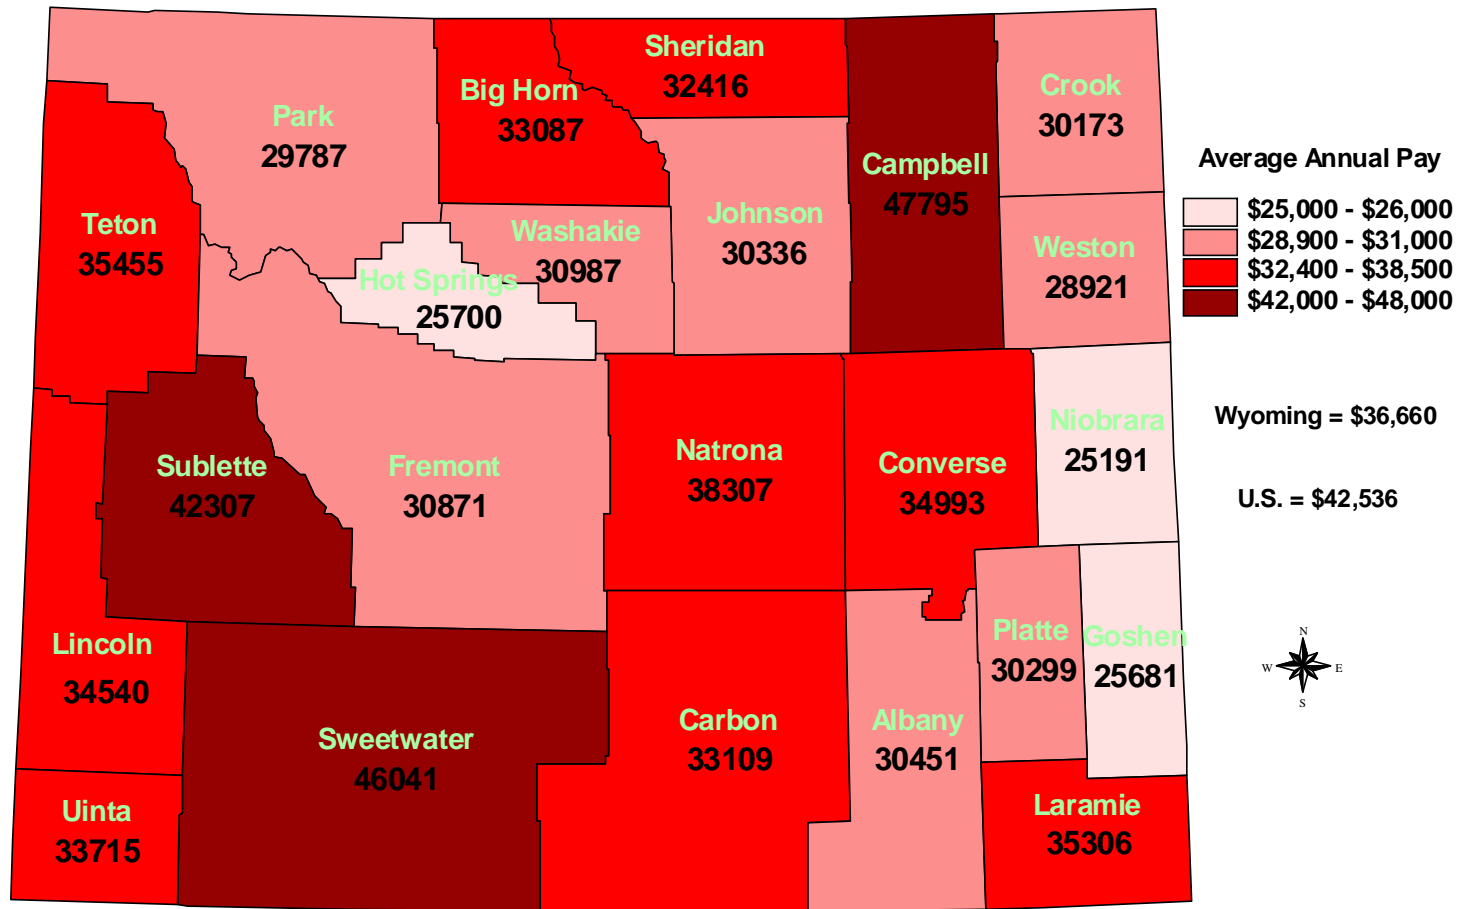 Sheridan
32416
Big Horn
33087
Crook
30173
Park
29787
Campbell
47795
Teton
35455
Johnson
30336
Washakie
30987
Weston
28921
Hot Springs
25700
Niobrara
25191
Natrona
38307
Converse
34993
Sublette
42307
Fremont
30871
Platte
30299
Goshen
25681
Lincoln
34540
Carbon
33109
Albany
30451
Sweetwater
46041
Uinta
33715
Laramie
35306
Average Annual Pay
$25,000 - $26,000
$28,900 - $31,000
$32,400 - $38,500
$42,000 - $48,000
Wyoming = $36,660
U.S. = $42,536
N
W E
S